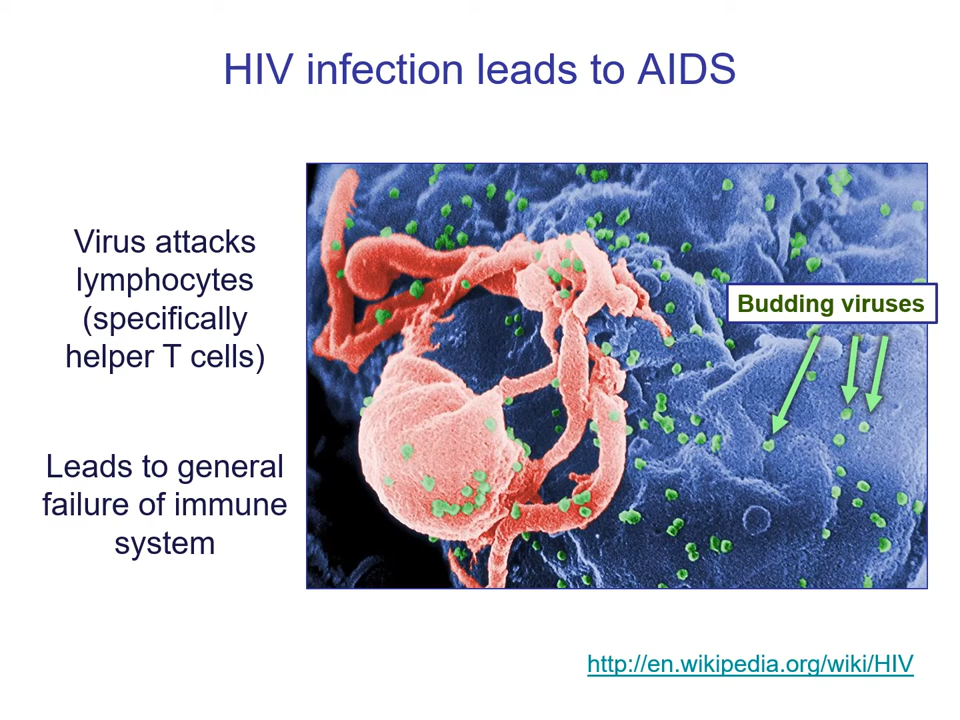 HIV infection leads to AIDS
Virus attacks
lymphocytes
(specifically
helper T cells)
Leads to general
failure of immune
system
Budding viruses
http://en.wikipedia.org/wiki/HIV